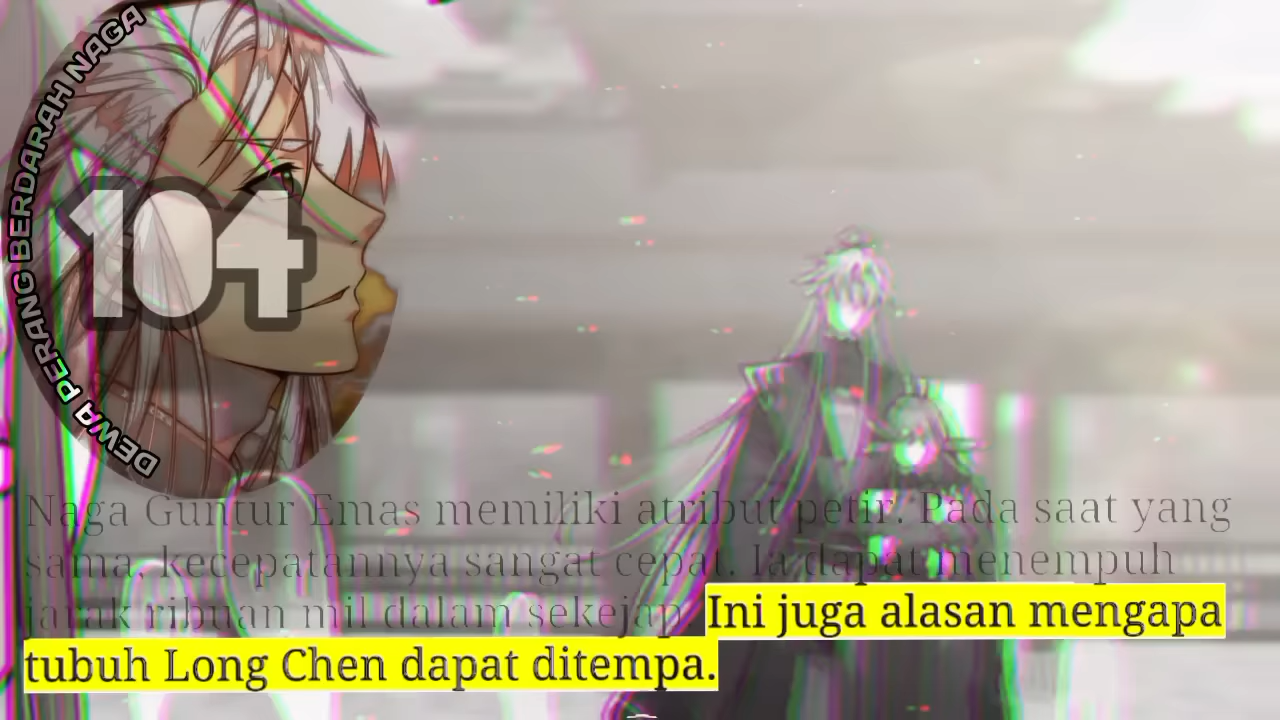 DEWA PERANG BERDARAH NAGA
104
Naga Guntur Emas memiliki atribut petir. Pada saat yang
sama, kecepatannya sangat cepat. Ia dapat menempuh
jarak ribuan mil dalam sekejap. Ini juga alasan mengapa
tubuh Long Chen dapat ditempa.